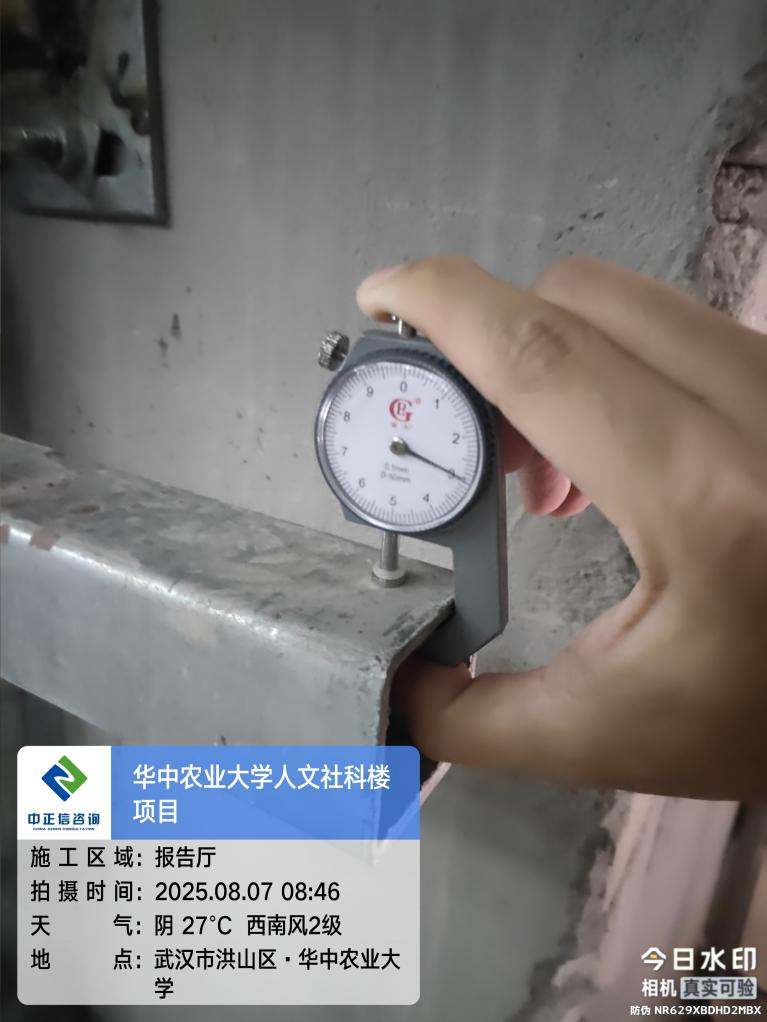 0
1
2
3
4
5
6
7
8
9
0.1mm
0-10mm
中正信咨询
华中农业大学人文社科楼
项目
施工区域：报告厅
拍摄时间：2025.08.07 08:46
天气：阴 27℃ 西南风2级
地点：武汉市洪山区·华中农业大
学
今日水印
相机 真实可验
防伪 NR629XBDHD2MBX